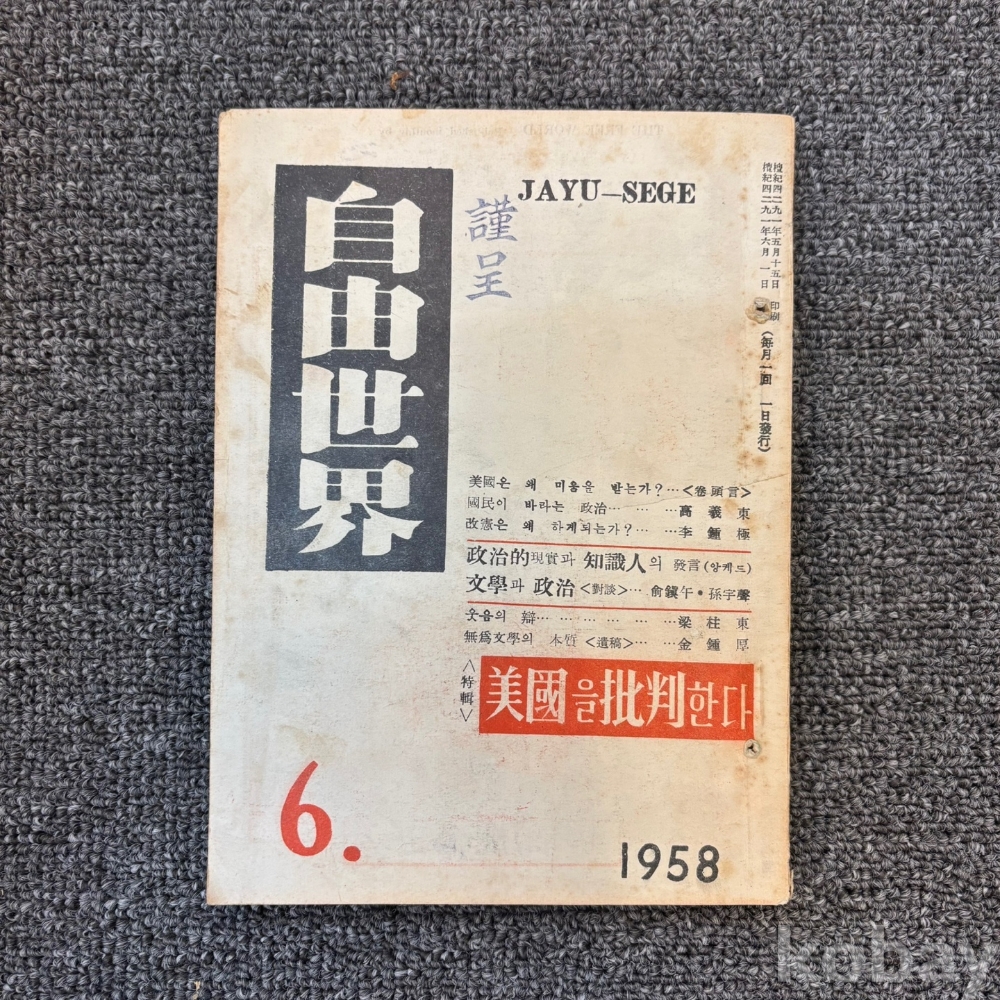 自由世界
JAYU—SEGE
謹呈
檀紀四二九一年五月十五日 印刷
檀紀四二九一年六月 一日
(每月一回 一日發行)
美國은 왜 미움을 받는가?…<卷頭言>
國民이 바라는 政治… … …高羲東
改憲은 왜 하게되는가?… …李鍾極
政治的現實과 知識人의 發言(앙케트)
文學과 政治<對談>… 兪鎭午•孫宇聲
웃음의 辯… … … … … …梁柱東
無爲文學의 本質 <遺稿>… …金鍾厚
<特輯>
美國을批判한다
6.
1958
kobay